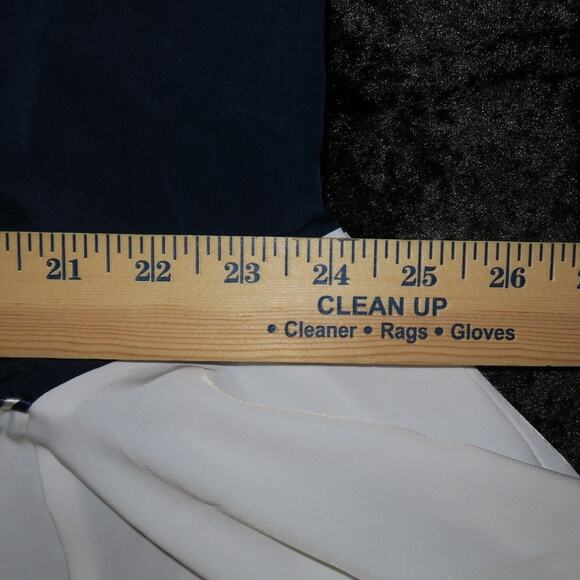 21 22 23 24 25 26
CLEAN UP
• Cleaner • Rags • Gloves